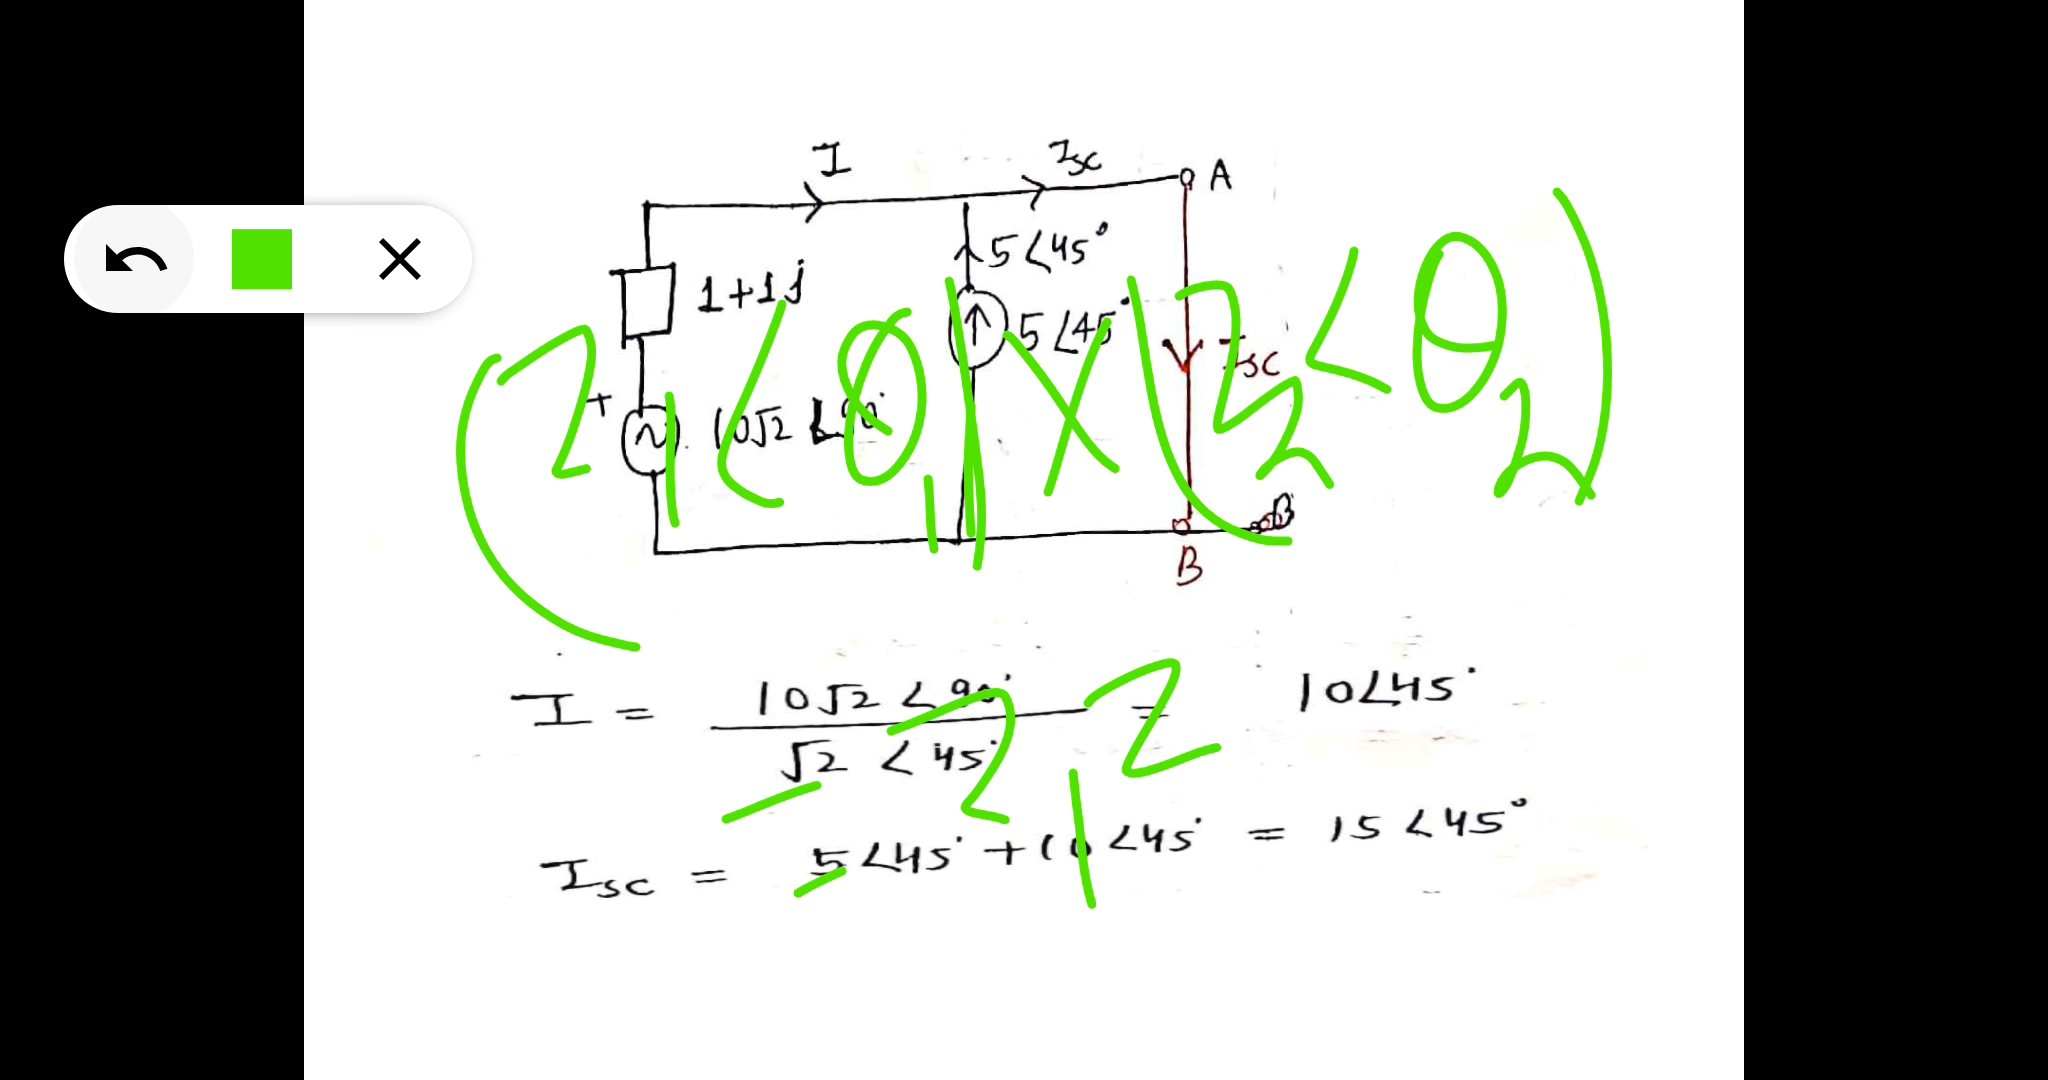 I
Isc
A
5∠45°
1+1j
5∠45°
Isc
+
10√2 ∠90°
B
B
(Z1∠θ1)×(Z2∠θ2)
I = 10√2 ∠90° / √2 ∠45° = 10∠45°
= Z1 Z
Isc = 5∠45° + 10∠45° = 15∠45°